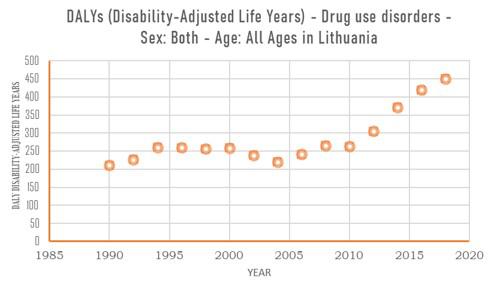 DALYs (Disability-Adjusted Life Years) - Drug use disorders -
Sex: Both - Age: All Ages in Lithuania
DALY DISABILITY-ADJUSTED LIFE YEARS
500
450
400
350
300
250
200
150
100
50
0
1985 1990 1995 2000 2005 2010 2015 2020
YEAR